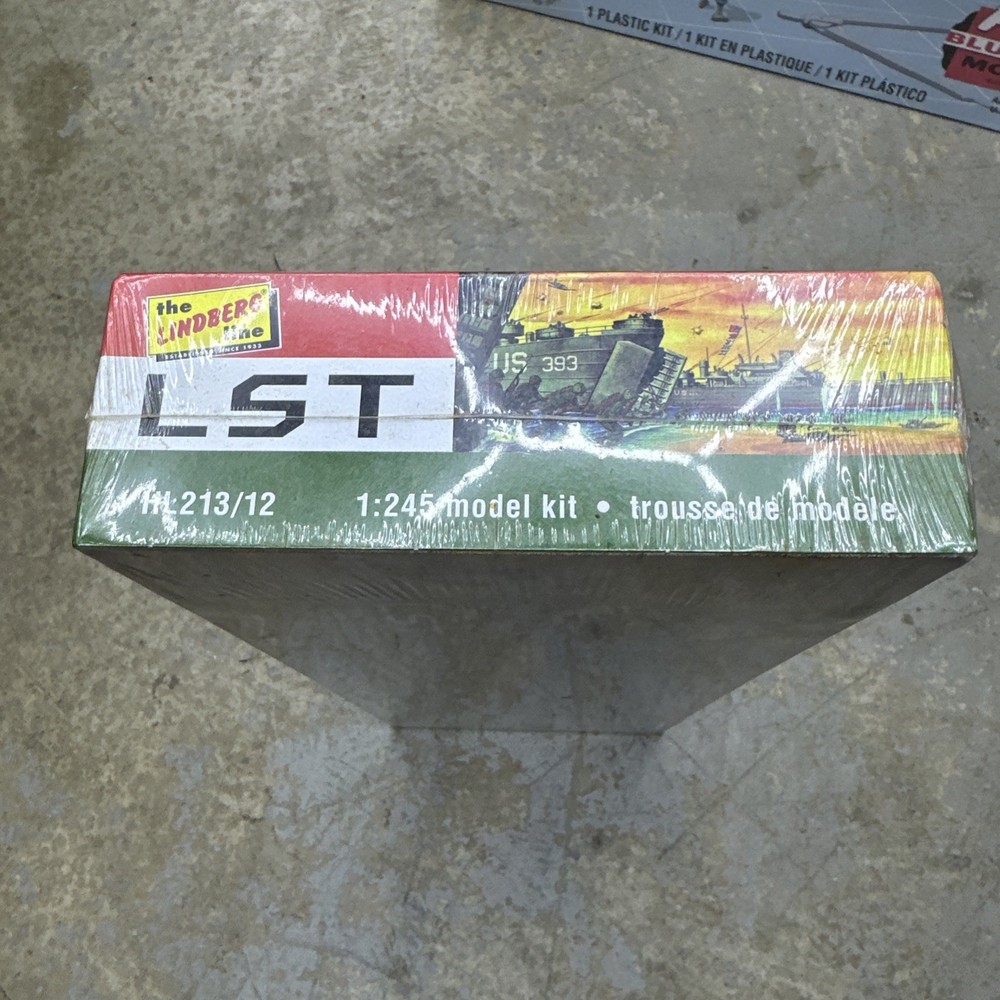 1 PLASTIC KIT / 1 KIT EN PLASTIQUE / 1 KIT PLÁSTICO
the
LINDBERG
line
ESTABLISHED SINCE 1933
LST
US 393
HL213/12 1:245 model kit • trousse de modèle